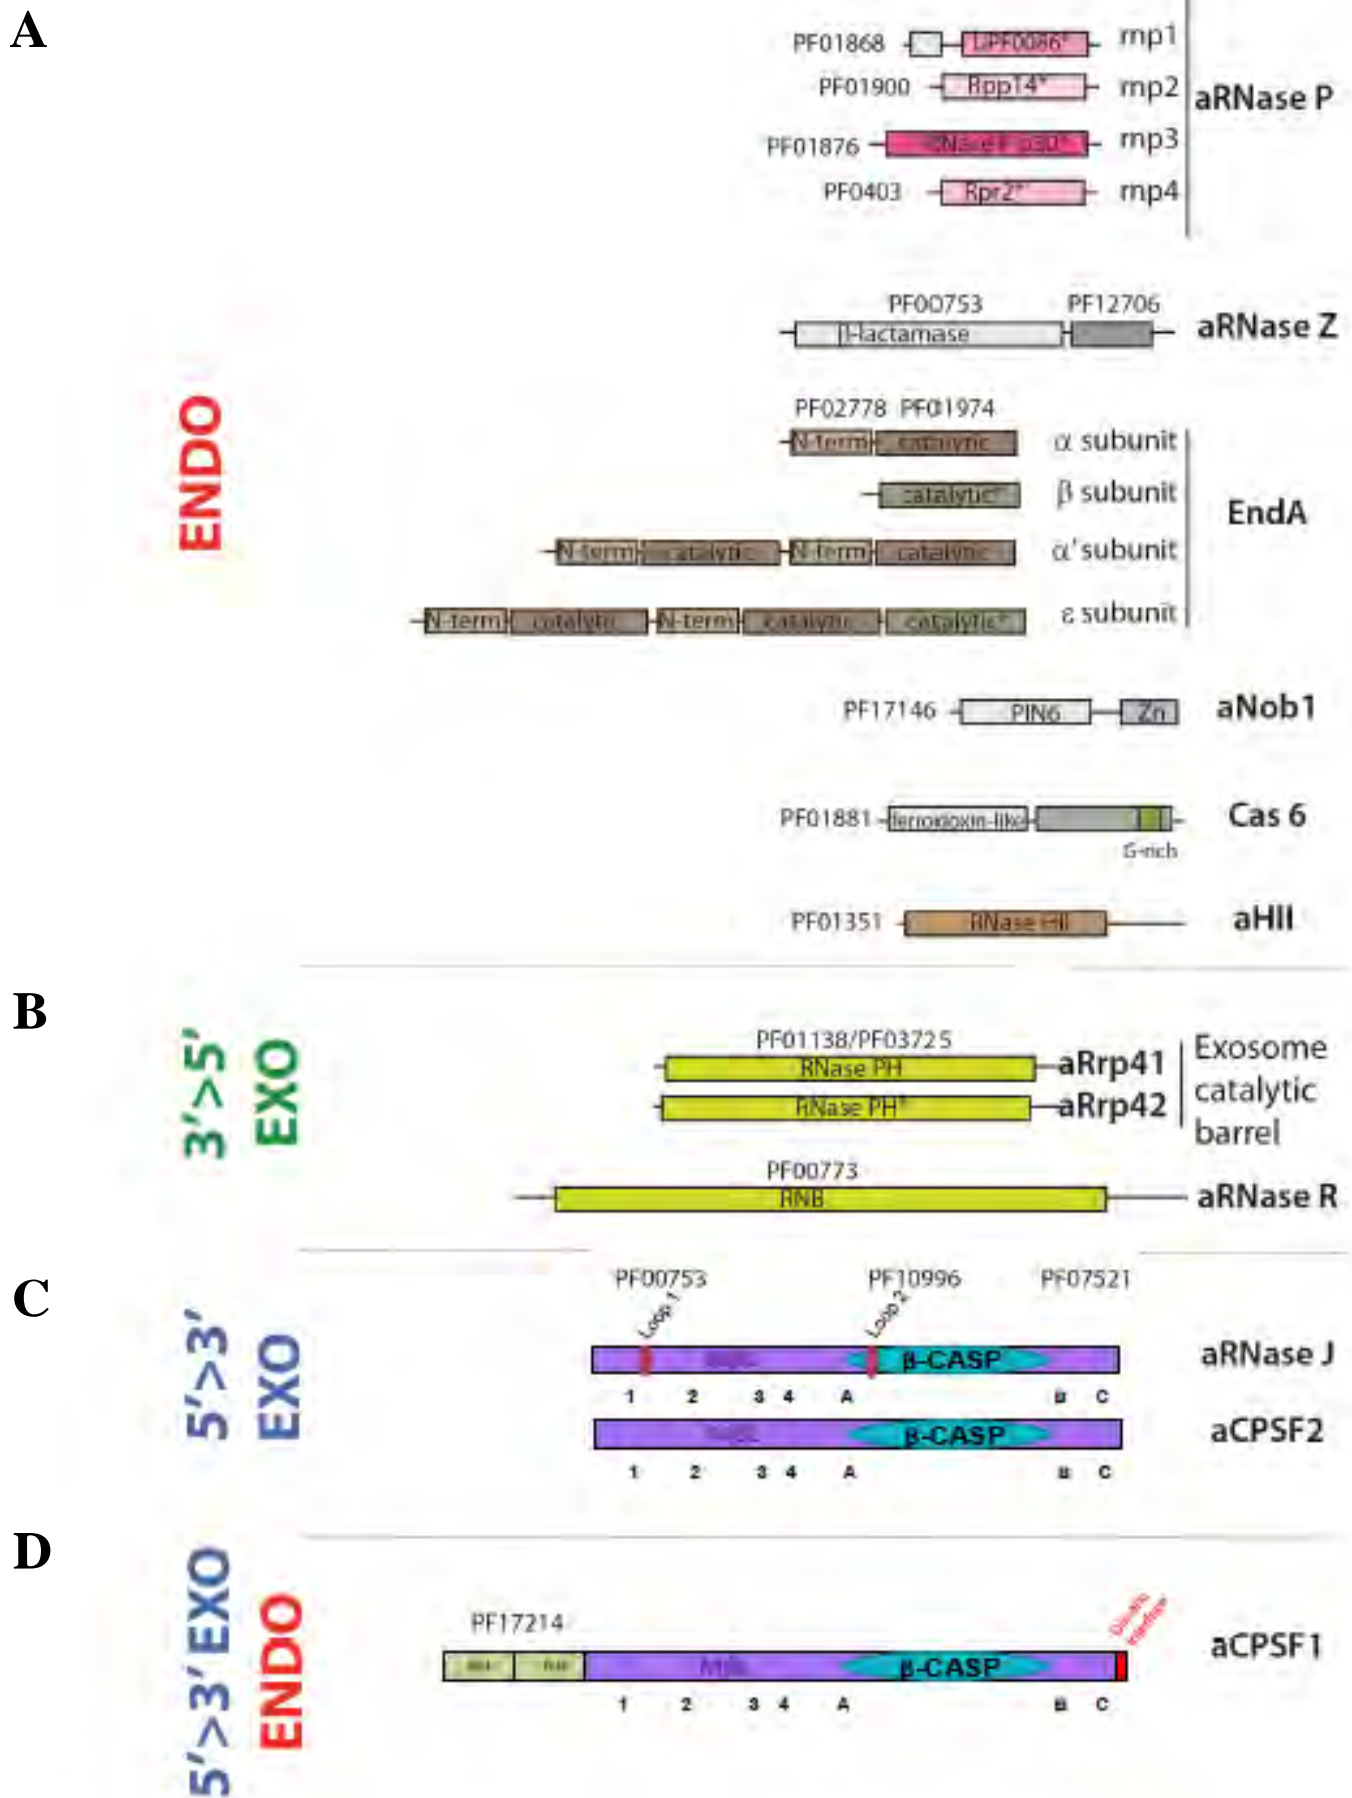 A
PF01868 UPF0086* rnp1
PF01900 Rpp14* rnp2
aRNase P
PF01876 RNase P p30* rnp3
PF0403 Rpr2* rnp4
PF00753 PF12706
β-lactamase aRNase Z
ENDO
PF02778 PF01974
N-term catalytic α subunit
catalytic* β subunit
EndA
N-term catalytic N-term catalytic α' subunit
N-term catalytic N-term catalytic catalytic* ε subunit
PF17146 PIN6 Zn aNob1
PF01881 ferroidoxin-like Cas 6
G-rich
PF01351 RNase HII aHII
B
3'>5'
EXO
PF01138/PF03725
RNase PH aRrp41
RNase PH* aRrp42
Exosome
catalytic
barrel
PF00773
RNB aRNase R
C
5'>3'
EXO
PF00753 PF10996 PF07521
Loop 1 Loop 2
β-CASP aRNase J
1 2 3 4 A B C
β-CASP aCPSF2
1 2 3 4 A B C
D
5'>3' EXO
ENDO
PF17214
β-CASP aCPSF1
1 2 3 4 A B C